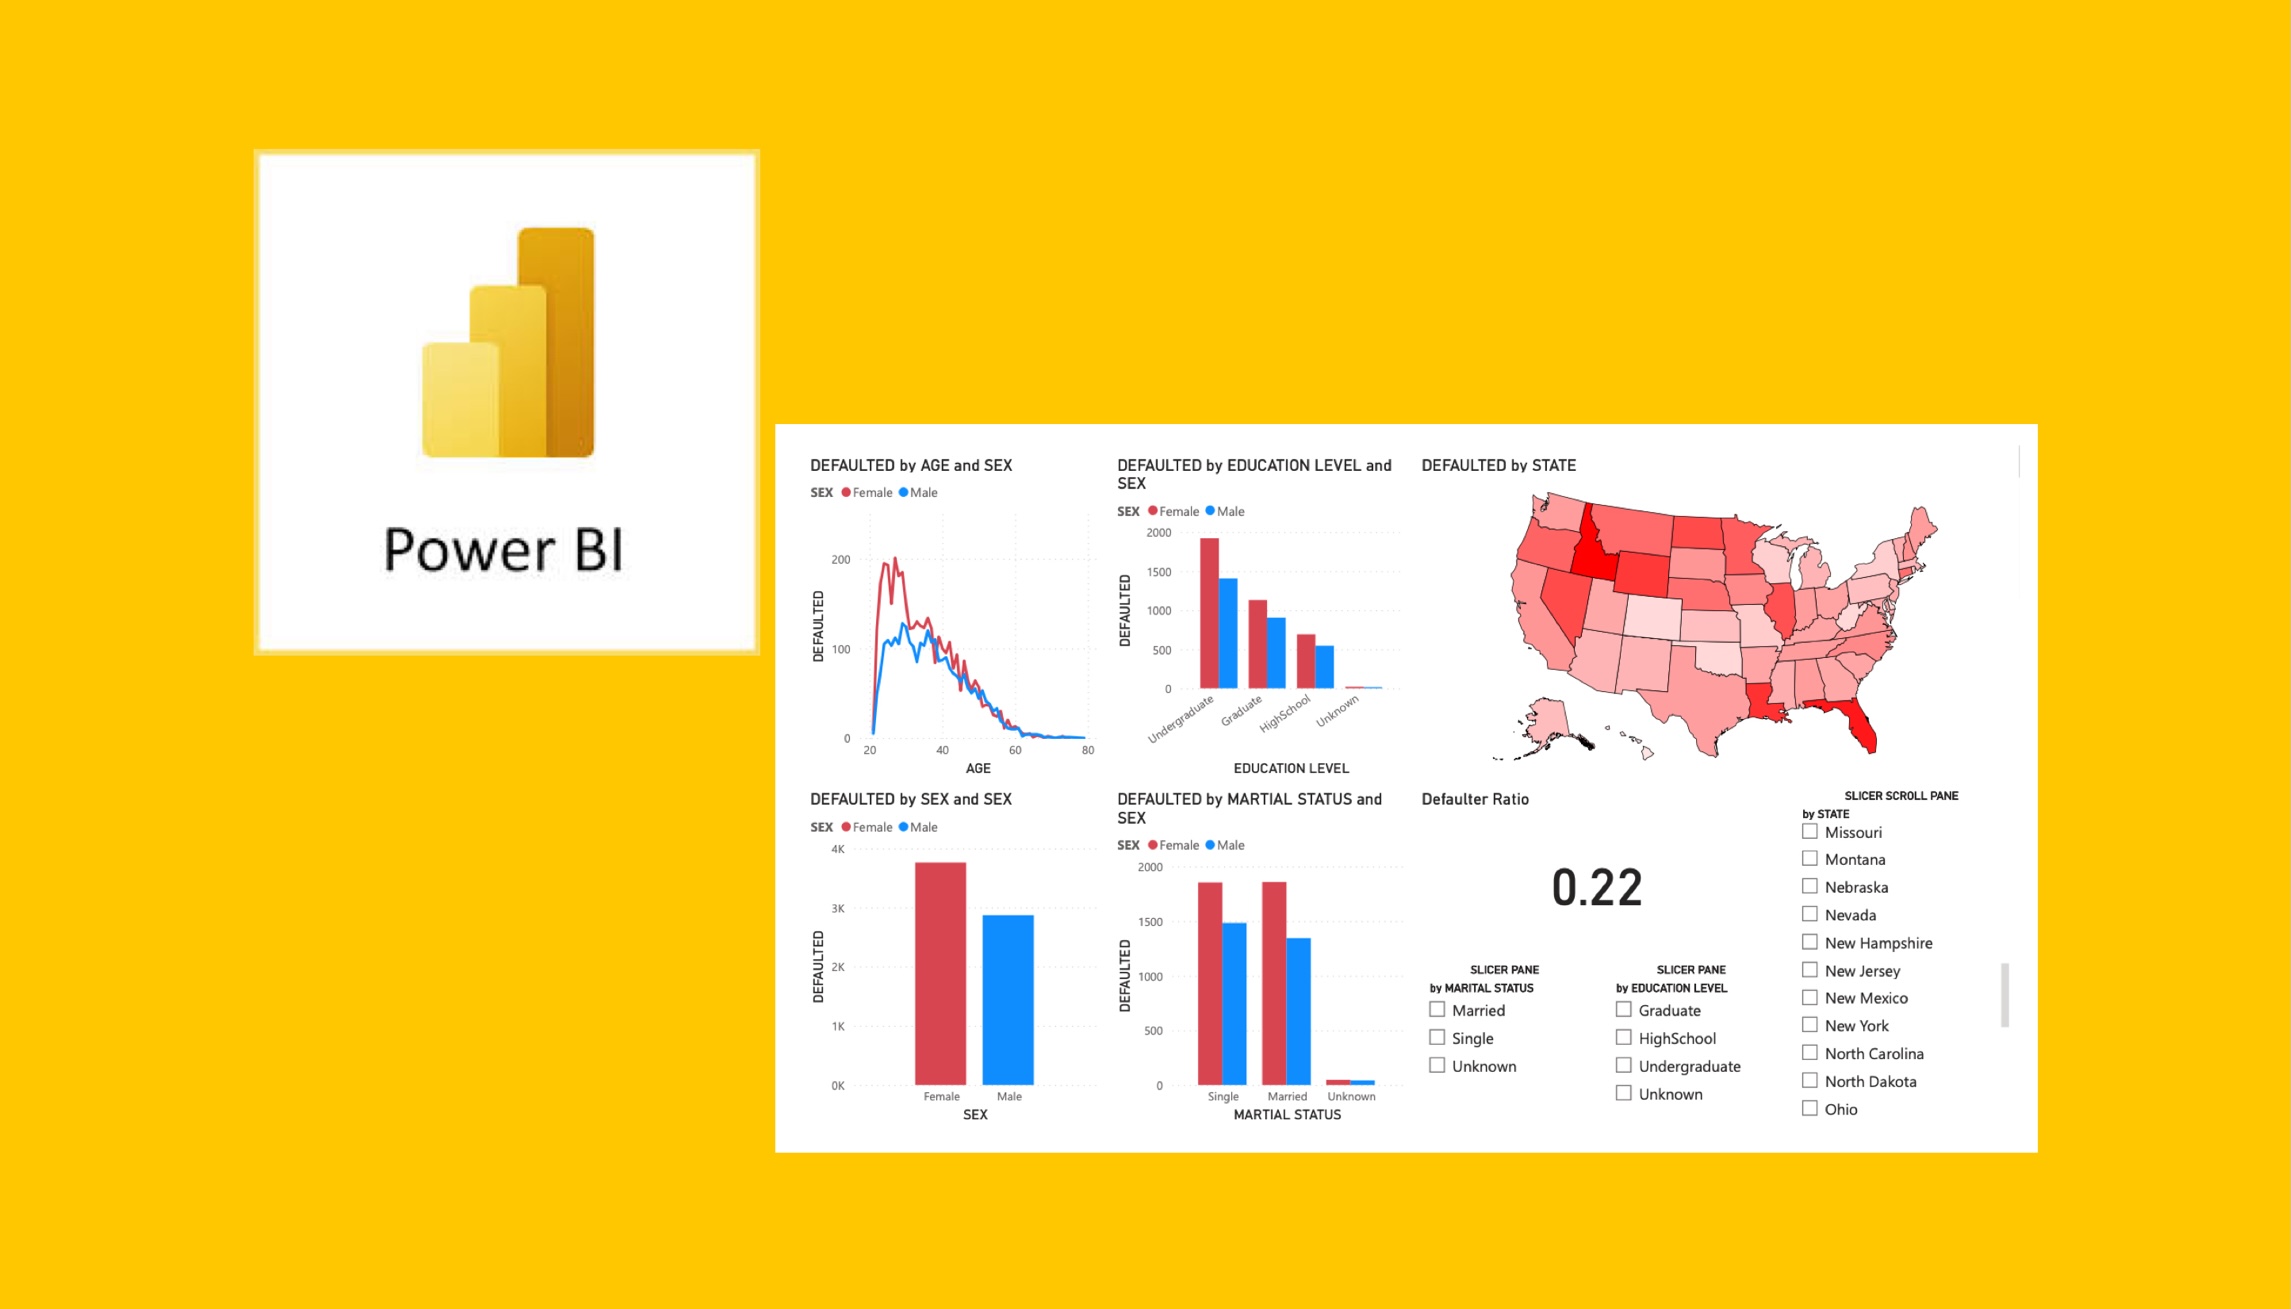 Power BI
DEFAULTED by AGE and SEX
SEX Female Male
200
100
0
20 40 60 80
DEFAULTED
AGE
DEFAULTED by EDUCATION LEVEL and
SEX
SEX Female Male
2000
1500
1000
500
0
DEFAULTED
Undergraduate
Graduate
HighSchool
Unknown
EDUCATION LEVEL
DEFAULTED by STATE
DEFAULTED by SEX and SEX
SEX Female Male
4K
3K
2K
1K
0K
DEFAULTED
Female Male
SEX
DEFAULTED by MARTIAL STATUS and
SEX
SEX Female Male
2000
1500
1000
500
0
DEFAULTED
Single Married Unknown
MARTIAL STATUS
Defaulter Ratio
0.22
SLICER PANE
by MARITAL STATUS
Married
Single
Unknown
SLICER PANE
by EDUCATION LEVEL
Graduate
HighSchool
Undergraduate
Unknown
SLICER SCROLL PANE
by STATE
Missouri
Montana
Nebraska
Nevada
New Hampshire
New Jersey
New Mexico
New York
North Carolina
North Dakota
Ohio